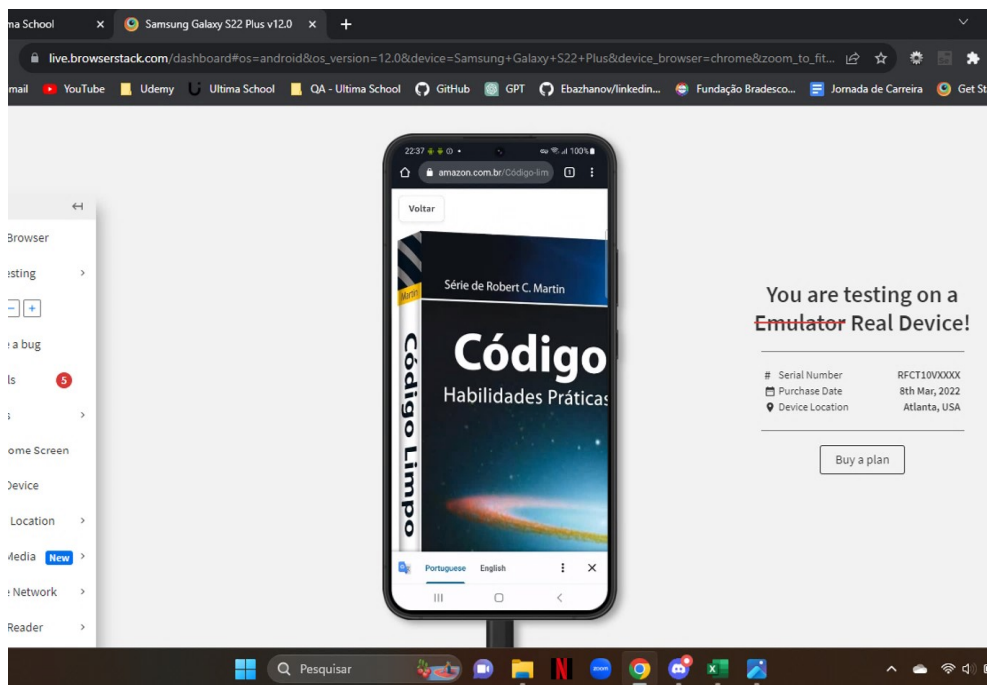 ma School
Samsung Galaxy S22 Plus v12.0
live.browserstack.com/dashboard#os=android&os_version=12.0&device=Samsung+Galaxy+S22+Plus&device_browser=chrome&zoom_to_fit...
mail YouTube Udemy Ultima School QA - Ultima School GitHub GPT Ebazhanov/linkedin... Fundação Bradesco... Jornada de Carreira Get St
22:37 100%
amazon.com.br/Código-lim 1
Voltar
Browser
esting
e a bug
ls 5
s
ome Screen
Device
Location
Media New
e Network
Reader
Martin
Código Limpo
Série de Robert C. Martin
Código
Habilidades Práticas
Portuguese English
You are testing on a
Emulator Real Device!
# Serial Number RFCT10VXXXX
Purchase Date 8th Mar, 2022
Device Location Atlanta, USA
Buy a plan
Pesquisar zoom